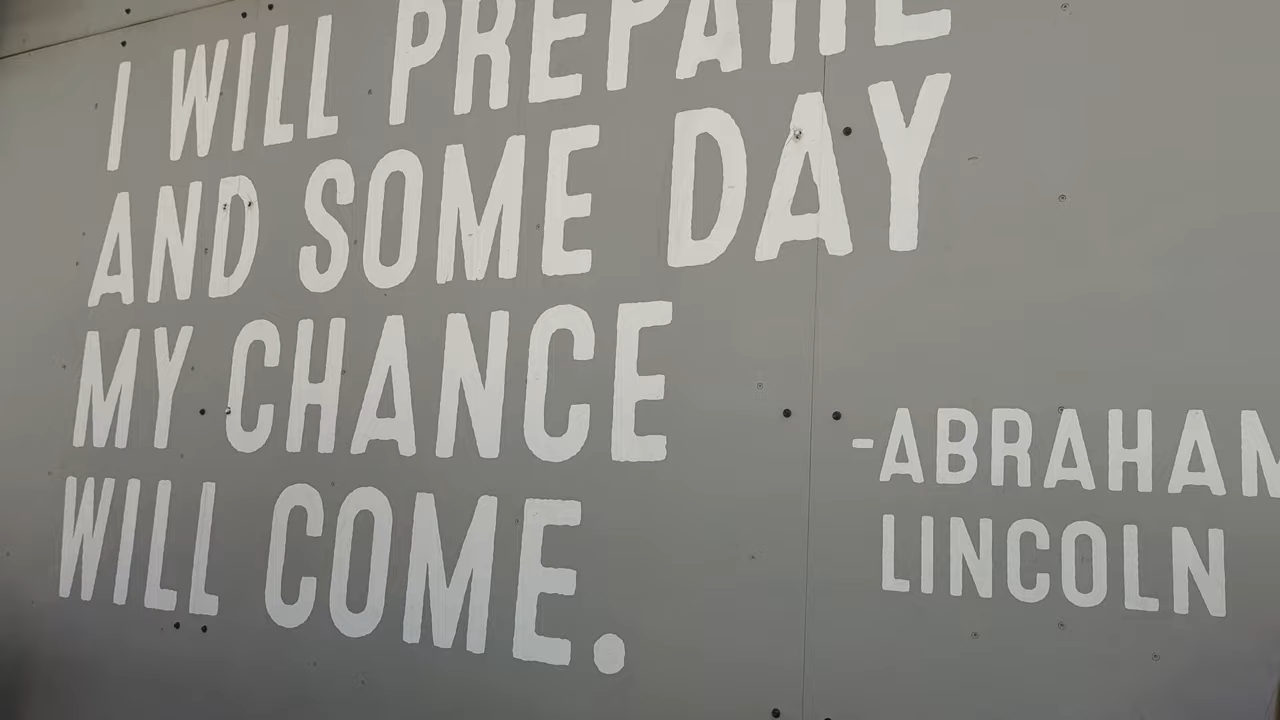 I WILL PREPARE
AND SOME DAY
MY CHANCE
WILL COME.
-ABRAHAM
LINCOLN